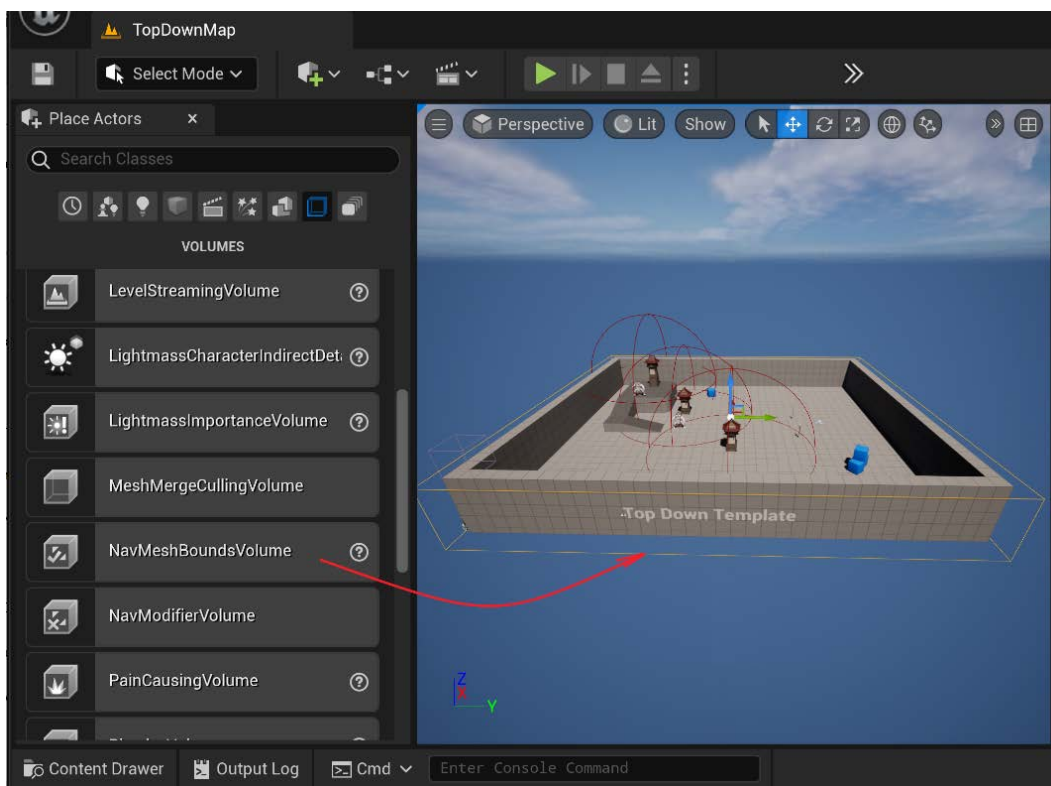 TopDownMap
Select Mode
Place Actors
Perspective
Lit
Show
Search Classes
VOLUMES
LevelStreamingVolume
LightmassCharacterIndirectDeta
LightmassImportanceVolume
MeshMergeCullingVolume
NavMeshBoundsVolume
NavModifierVolume
PainCausingVolume
Top Down Template
Z
X
Y
Content Drawer
Output Log
Cmd
Enter Console Command